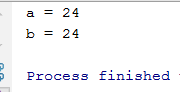 a = 24
b = 24
Process finished